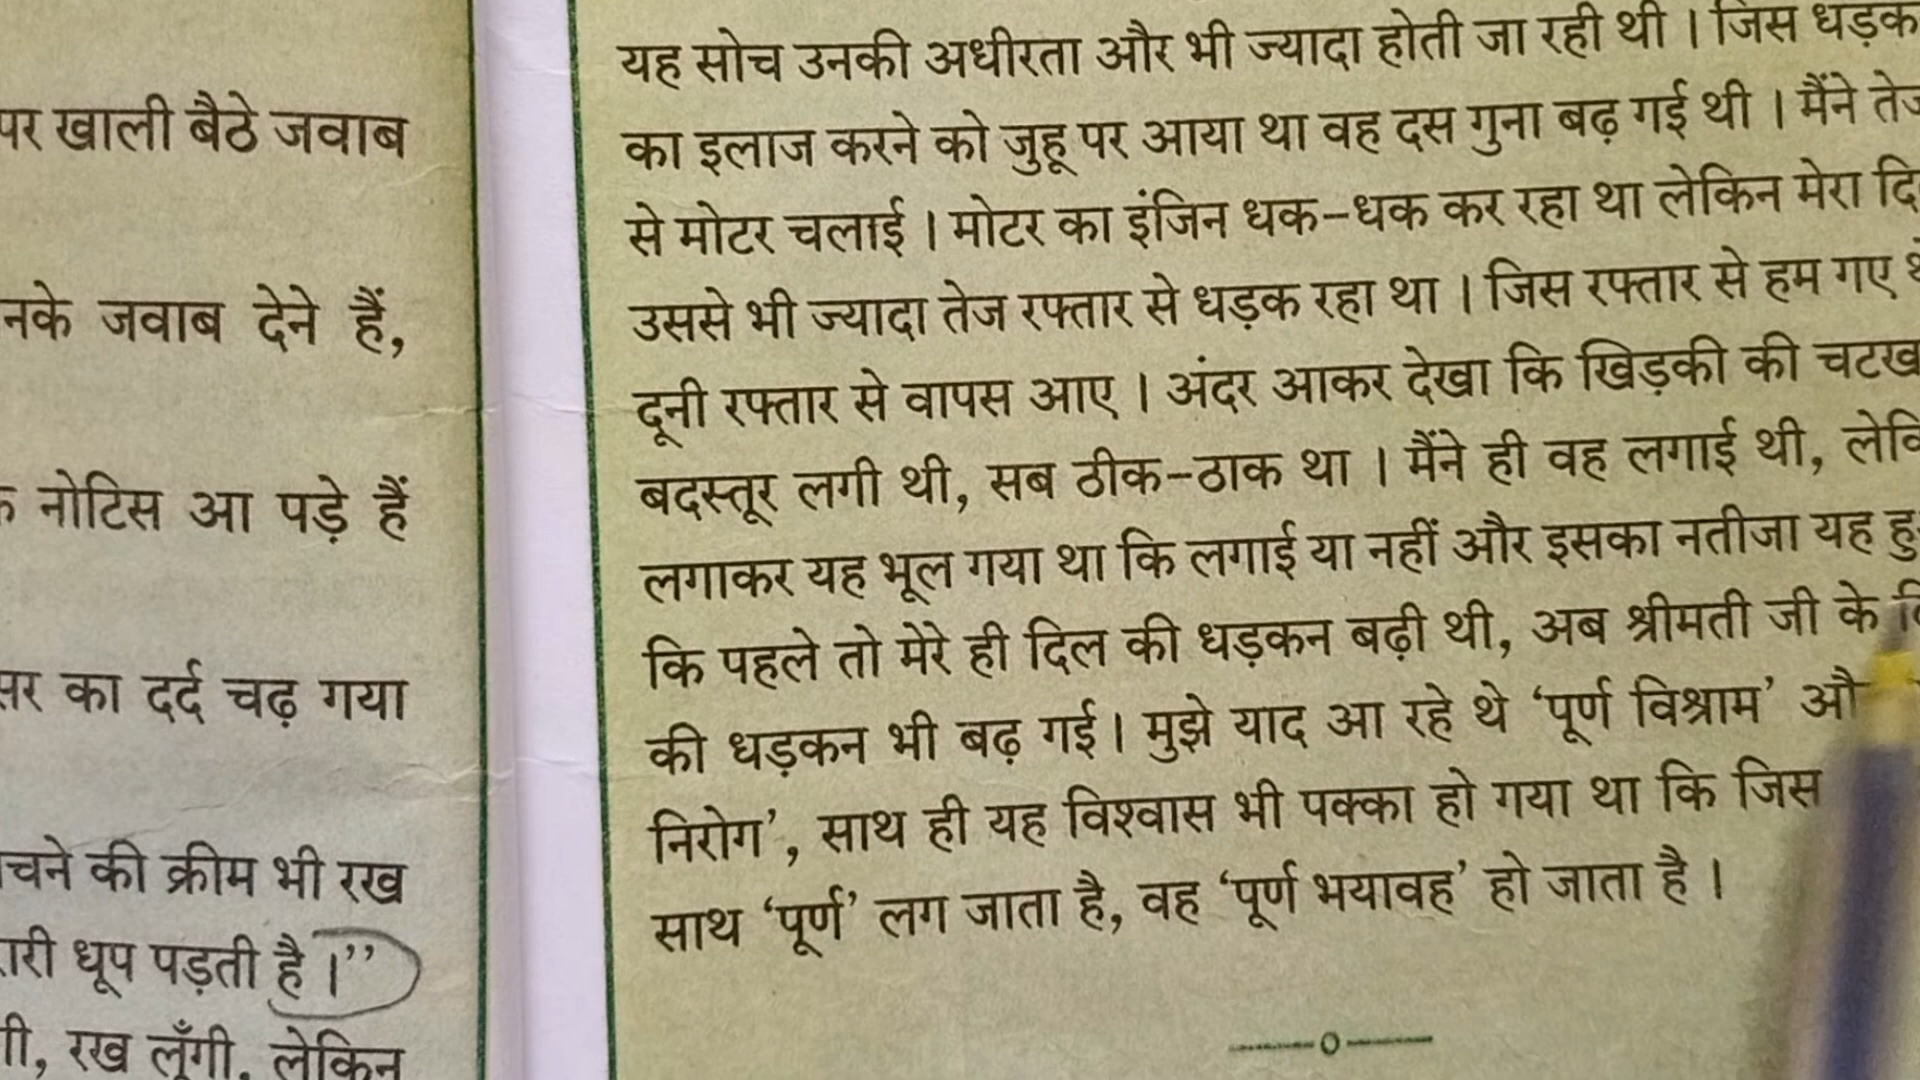 पर खाली बैठे जवाब
नके जवाब देने हैं,
नोटिस आ पड़े हैं
सर का दर्द चढ़ गया
चने की क्रीम भी रख
ारी धूप पड़ती है ।”
गी, रख लूँगी, लेकिन
यह सोच उनकी अधीरता और भी ज्यादा होती जा रही थी । जिस धड़क
का इलाज करने को जुहू पर आया था वह दस गुना बढ़ गई थी । मैंने तेज
से मोटर चलाई । मोटर का इंजिन धक-धक कर रहा था लेकिन मेरा दि
उससे भी ज्यादा तेज रफ्तार से धड़क रहा था । जिस रफ्तार से हम गए थे
दूनी रफ्तार से वापस आए । अंदर आकर देखा कि खिड़की की चटख
बदस्तूर लगी थी, सब ठीक-ठाक था । मैंने ही वह लगाई थी, लेकि
लगाकर यह भूल गया था कि लगाई या नहीं और इसका नतीजा यह हु
कि पहले तो मेरे ही दिल की धड़कन बढ़ी थी, अब श्रीमती जी के
की धड़कन भी बढ़ गई । मुझे याद आ रहे थे ‘पूर्ण विश्राम’ औ
निरोग’, साथ ही यह विश्वास भी पक्का हो गया था कि जिस
साथ ‘पूर्ण’ लग जाता है, वह ‘पूर्ण भयावह’ हो जाता है ।